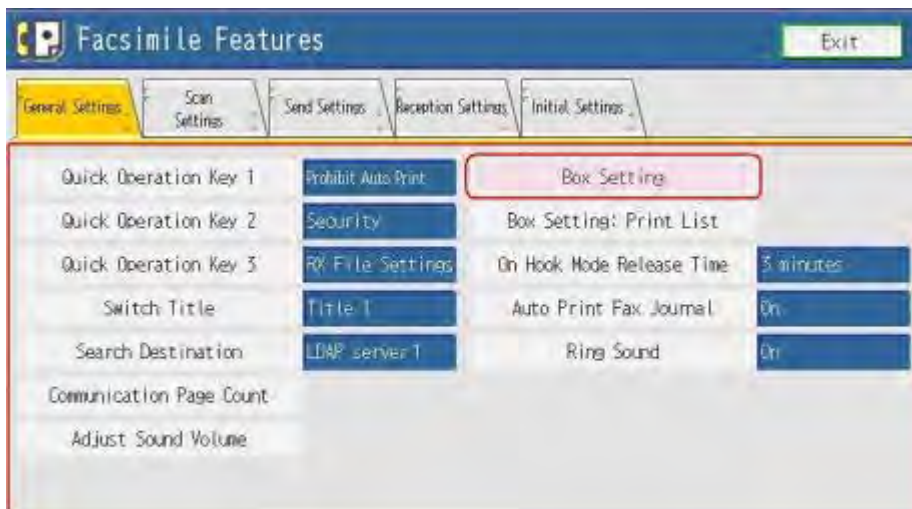 Facsimile Features
Exit
General Settings
Scan
Settings
Send Settings
Reception Settings
Initial Settings
Quick Operation Key 1
Prohibit Auto Print
Box Setting
Quick Operation Key 2
Security
Box Setting: Print List
Quick Operation Key 3
RX File Settings
On Hook Mode Release Time
3 minutes
Switch Title
Title 1
Auto Print Fax Journal
On
Search Destination
LDAP server 1
Ring Sound
On
Communication Page Count
Adjust Sound Volume